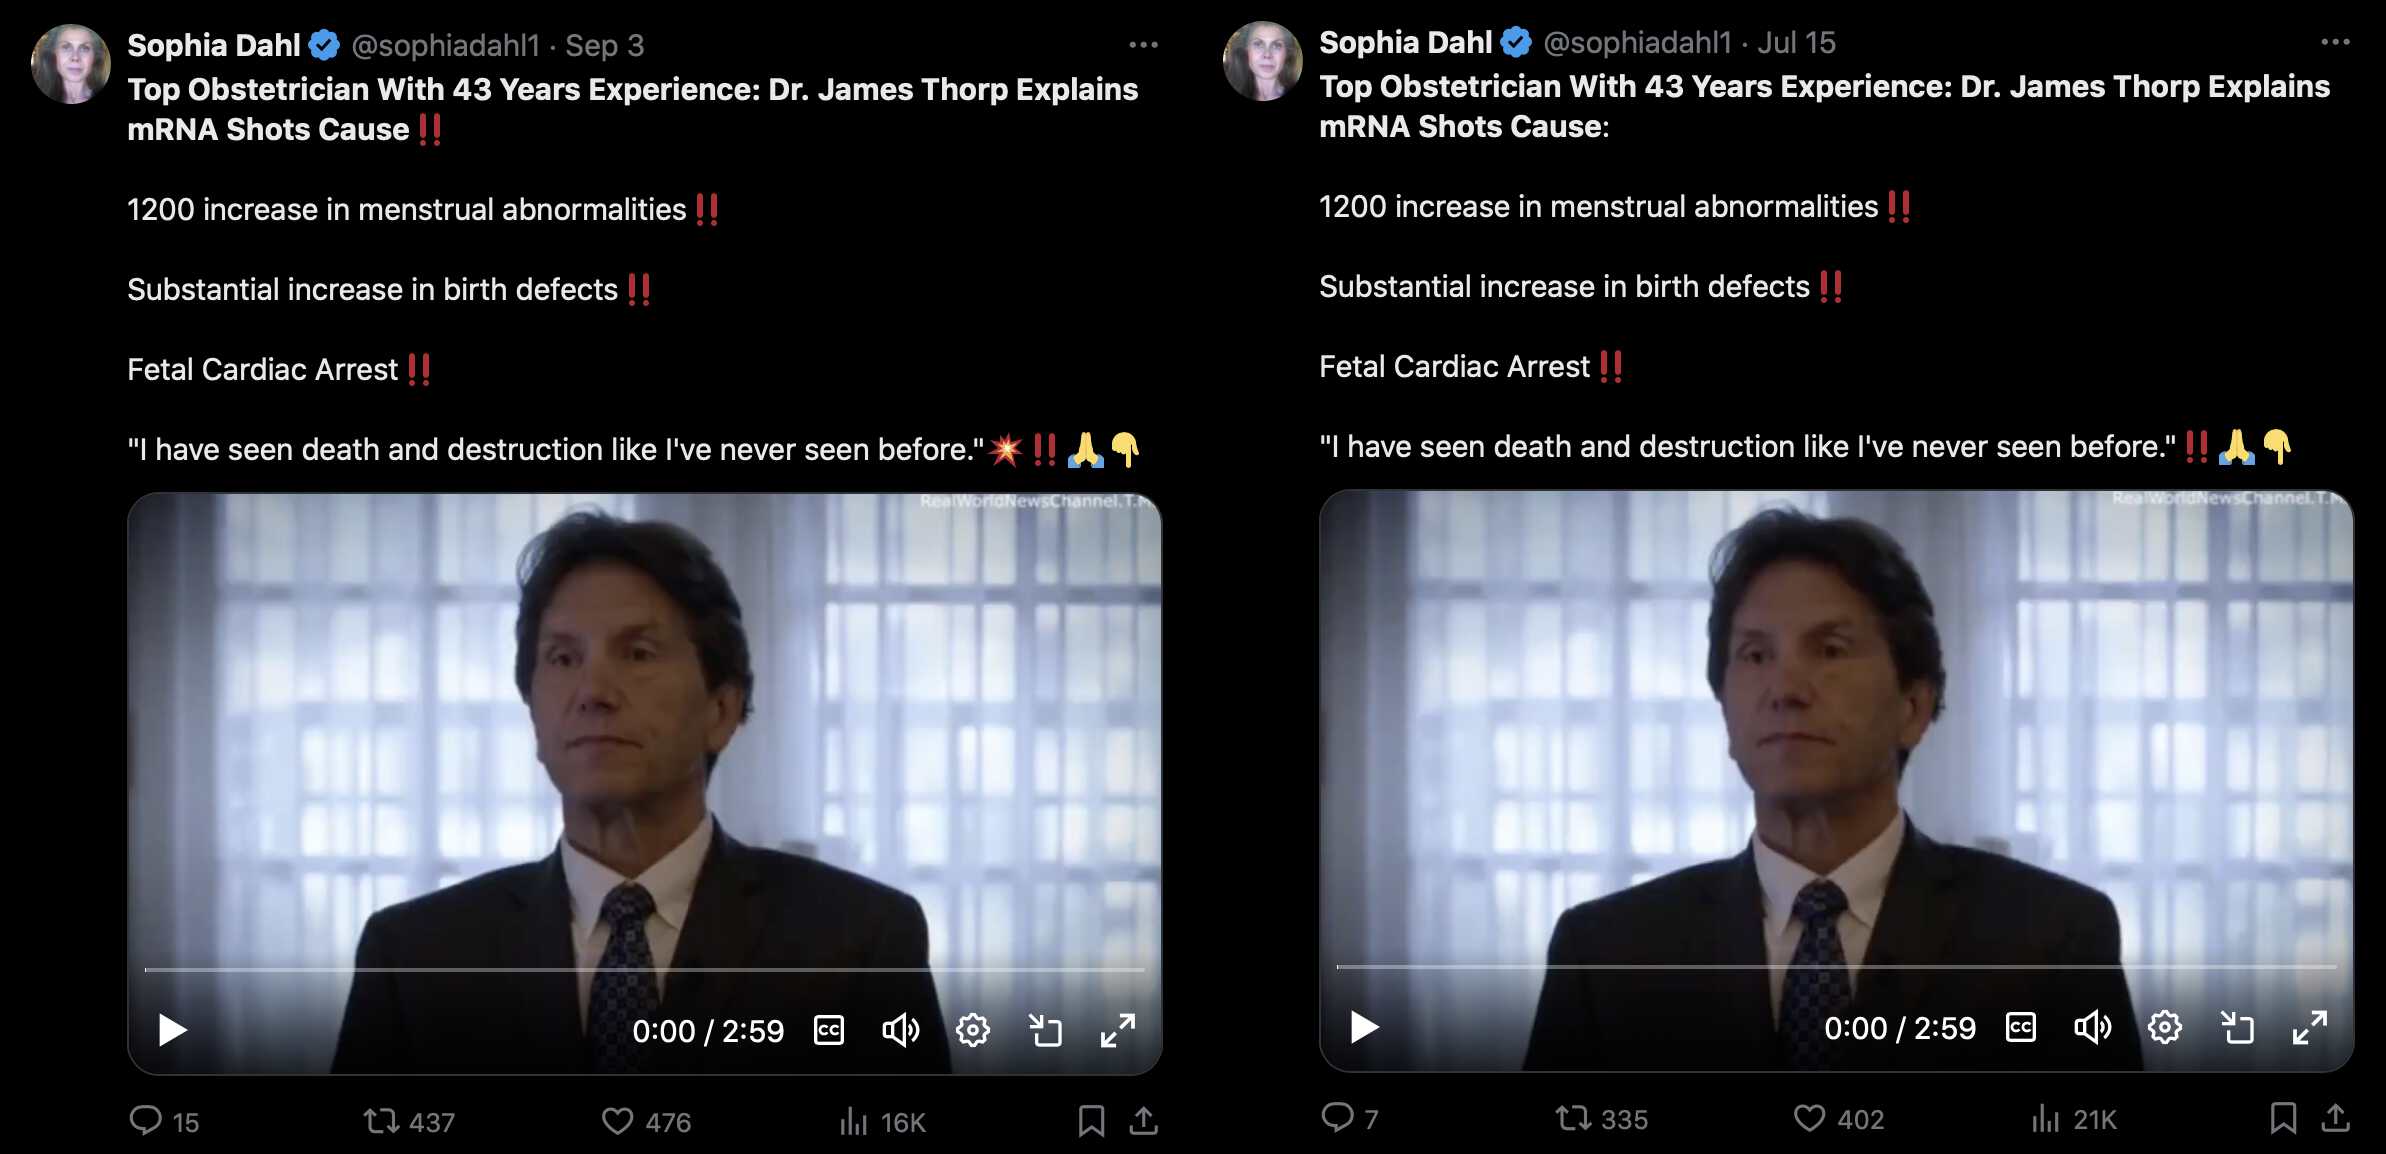 Sophia Dahl @sophiadahl1 · Sep 3
Top Obstetrician With 43 Years Experience: Dr. James Thorp Explains
mRNA Shots Cause‼️
1200 increase in menstrual abnormalities‼️
Substantial increase in birth defects‼️
Fetal Cardiac Arrest‼️
"I have seen death and destruction like I've never seen before."💥‼️🙏👇
RealWorldNewsChannel.T.M
0:00 / 2:59 CC
15 437 476 16K
Sophia Dahl @sophiadahl1 · Jul 15
Top Obstetrician With 43 Years Experience: Dr. James Thorp Explains
mRNA Shots Cause:
1200 increase in menstrual abnormalities‼️
Substantial increase in birth defects‼️
Fetal Cardiac Arrest‼️
"I have seen death and destruction like I've never seen before."‼️🙏👇
RealWorldNewsChannel.T.M
0:00 / 2:59 CC
7 335 402 21K